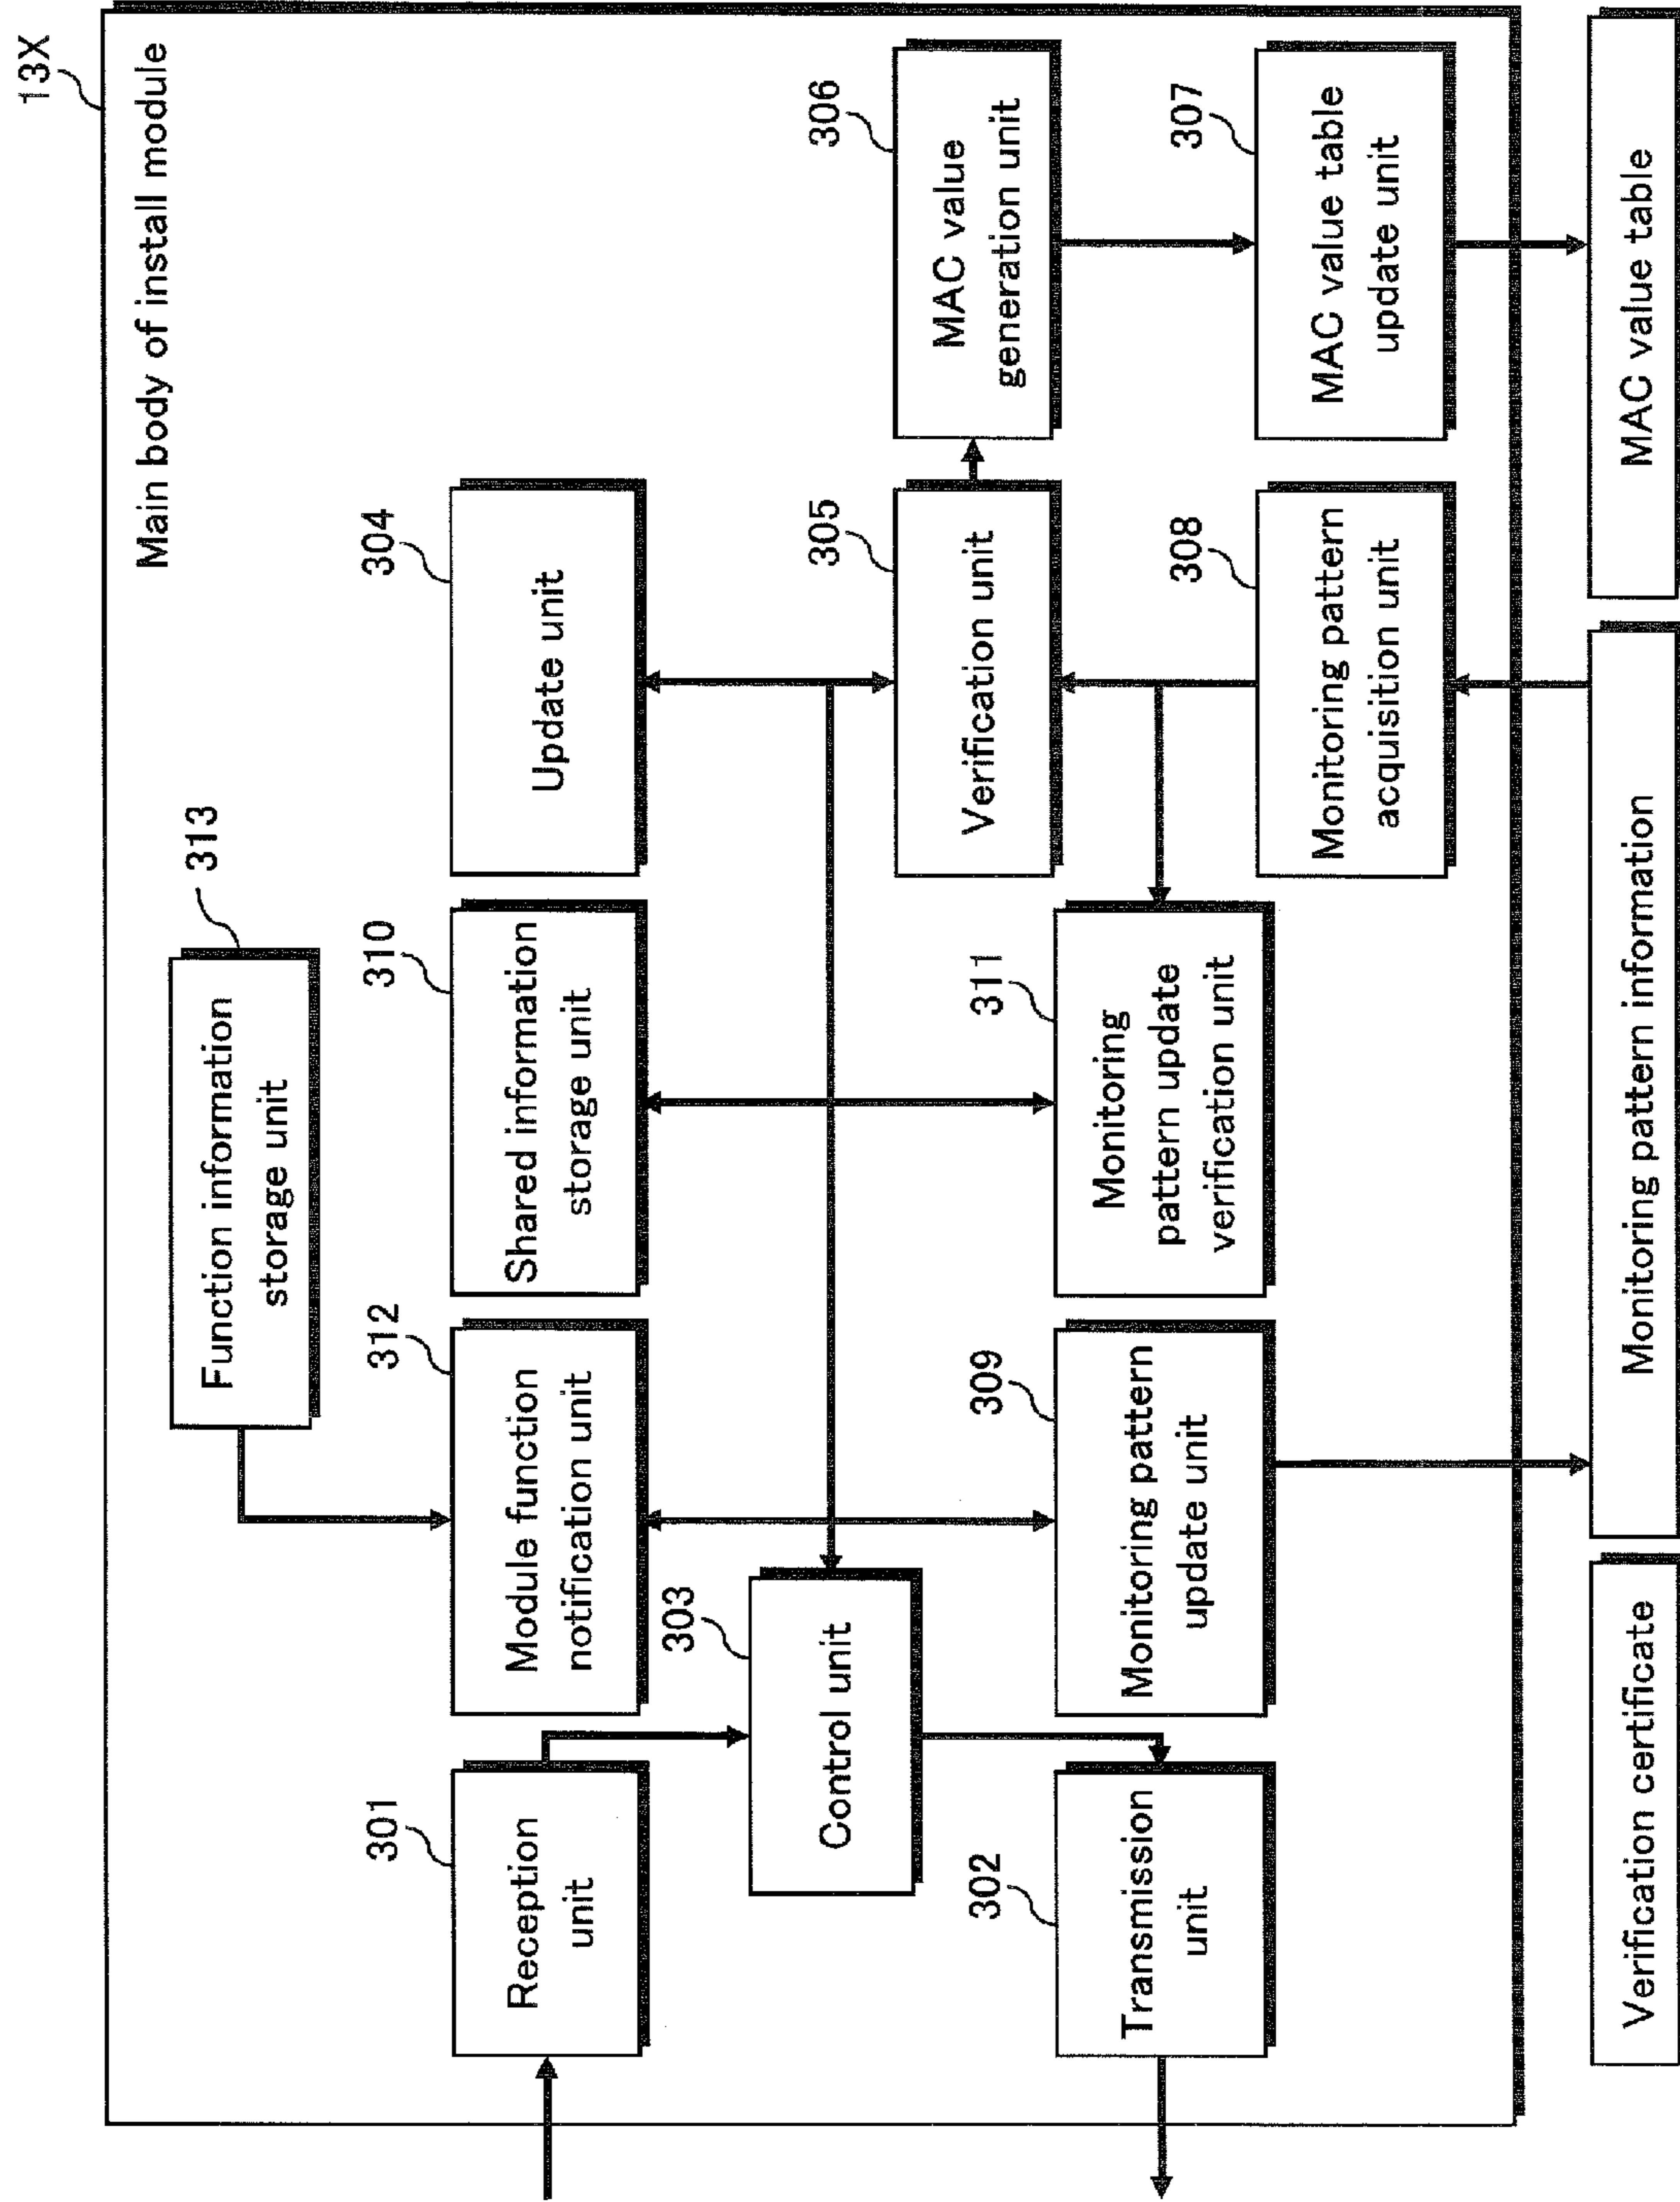 13X
Main body of install module
313
Function information
storage unit
301
Reception
unit
312
Module function
notification unit
310
Shared information
storage unit
304
Update unit
303
Control unit
302
Transmission
unit
309
Monitoring pattern
update unit
311
Monitoring
pattern update
verification unit
305
Verification unit
306
MAC value
generation unit
308
Monitoring pattern
acquisition unit
307
MAC value table
update unit
Verification certificate
Monitoring pattern information
MAC value table